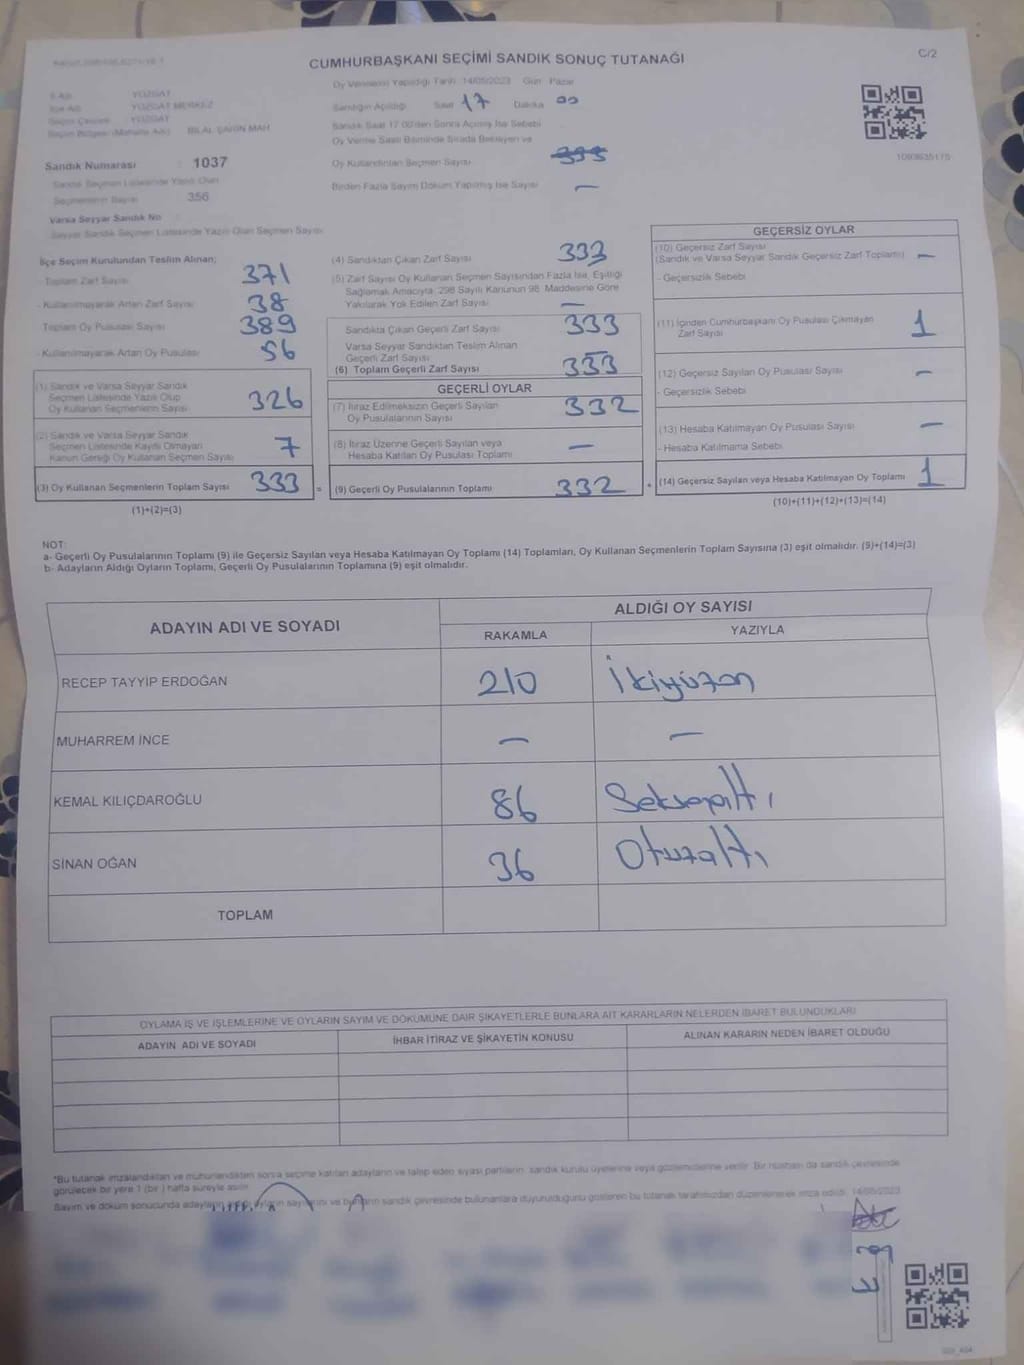 C/2
CUMHURBAŞKANI SEÇİMİ SANDIK SONUÇ TUTANAĞI
Oy Vermenin Yapıldığı Tarih 14/05/2023 Gün Pazar
İl Adı YOZGAT
İlçe Adı YOZGAT MERKEZ
Seçim Çevresi YOZGAT
Seçim Bölgesi (Mahalle Adı) BİLAL ŞAHİN MAH
Sandık Numarası : 1037
Sandık Seçmen Listesinde Yazılı Olan
Seçmenlerin Sayısı 356
Varsa Seyyar Sandık No
Seyyar Sandık Seçmen Listesinde Yazılı Olan Seçmen Sayısı
Sandığın Açıldığı Saat 17 Dakika 00
Sandık Saat 17.00'den Sonra Açılmış İse Sebebi
Oy Verme Saati Bitiminde Sırada Bekleyen ve
Oy Kullandırılan Seçmen Sayısı
Birden Fazla Sayım Döküm Yapılmış İse Sayısı —
1093635175
İlçe Seçim Kurulundan Teslim Alınan;
Toplam Zarf Sayısı 371
- Kullanılmayarak Artan Zarf Sayısı 38
Toplam Oy Pusulası Sayısı 389
- Kullanılmayarak Artan Oy Pusulası 56
(1) Sandık ve Varsa Seyyar Sandık
Seçmen Listesinde Yazılı Olup
Oy Kullanan Seçmenlerin Sayısı 326
(2) Sandık ve Varsa Seyyar Sandık
Seçmen Listesinde Kayıtlı Olmayan
Kanun Gereği Oy Kullanan Seçmen Sayısı 7
(3) Oy Kullanan Seçmenlerin Toplam Sayısı 333 =
(1)+(2)=(3)
(4) Sandıktan Çıkan Zarf Sayısı 333
(5) Zarf Sayısı Oy Kullanan Seçmen Sayısından Fazla İse, Eşitliği
Sağlamak Amacıyla, 298 Sayılı Kanunun 98. Maddesine Göre
Yakılarak Yok Edilen Zarf Sayısı —
Sandıkta Çıkan Geçerli Zarf Sayısı 333
Varsa Seyyar Sandıktan Teslim Alınan
Geçerli Zarf Sayısı —
(6) Toplam Geçerli Zarf Sayısı 333
GEÇERLİ OYLAR
(7) İtiraz Edilmeksizin Geçerli Sayılan
Oy Pusulalarının Sayısı 332
(8) İtiraz Üzerine Geçerli Sayılan veya
Hesaba Katılan Oy Pusulası Toplamı —
(9) Geçerli Oy Pusulalarının Toplamı 332 +
GEÇERSİZ OYLAR
(10) Geçersiz Zarf Sayısı
(Sandık ve Varsa Seyyar Sandık Geçersiz Zarf Toplamı) —
- Geçersizlik Sebebi
(11) İçinden Cumhurbaşkanı Oy Pusulası Çıkmayan
Zarf Sayısı 1
(12) Geçersiz Sayılan Oy Pusulası Sayısı —
- Geçersizlik Sebebi
(13) Hesaba Katılmayan Oy Pusulası Sayısı —
- Hesaba Katılmama Sebebi
(14) Geçersiz Sayılan veya Hesaba Katılmayan Oy Toplamı 1
(10)+(11)+(12)+(13)=(14)
NOT:
a- Geçerli Oy Pusulalarının Toplamı (9) ile Geçersiz Sayılan veya Hesaba Katılmayan Oy Toplamı (14) Toplamları, Oy Kullanan Seçmenlerin Toplam Sayısına (3) eşit olmalıdır. (9)+(14)=(3)
b- Adayların Aldığı Oyların Toplamı, Geçerli Oy Pusulalarının Toplamına (9) eşit olmalıdır.
ADAYIN ADI VE SOYADI
ALDIĞI OY SAYISI
RAKAMLA YAZIYLA
RECEP TAYYİP ERDOĞAN 210 İkiyüzon
MUHARREM İNCE — —
KEMAL KILIÇDAROĞLU 86 Seksenaltı
SİNAN OĞAN 36 Otuzaltı
TOPLAM
OYLAMA İŞ VE İŞLEMLERİNE VE OYLARIN SAYIM VE DÖKÜMÜNE DAİR ŞİKAYETLERLE BUNLARA AİT KARARLARIN NELERDEN İBARET BULUNDUKLARI
ADAYIN ADI VE SOYADI İHBAR İTİRAZ VE ŞİKAYETİN KONUSU ALINAN KARARIN NEDEN İBARET OLDUĞU
*Bu tutanak imzalandıktan ve mühürlendikten sonra seçime katılan adayların ve talep eden siyasi partilerin sandık kurulu üyelerine veya gözlemcilerine verilir. Bir nüshası da sandık çevresinde
görülecek bir yere 1 (bir) hafta süreyle asılır.
Sayım ve döküm sonucunda adayların aldığı oyların sayısını ve bunların sandık çevresinde bulunanlara duyurulduğunu gösteren bu tutanak tarafımızdan düzenlenerek imza edildi. 14/05/2023